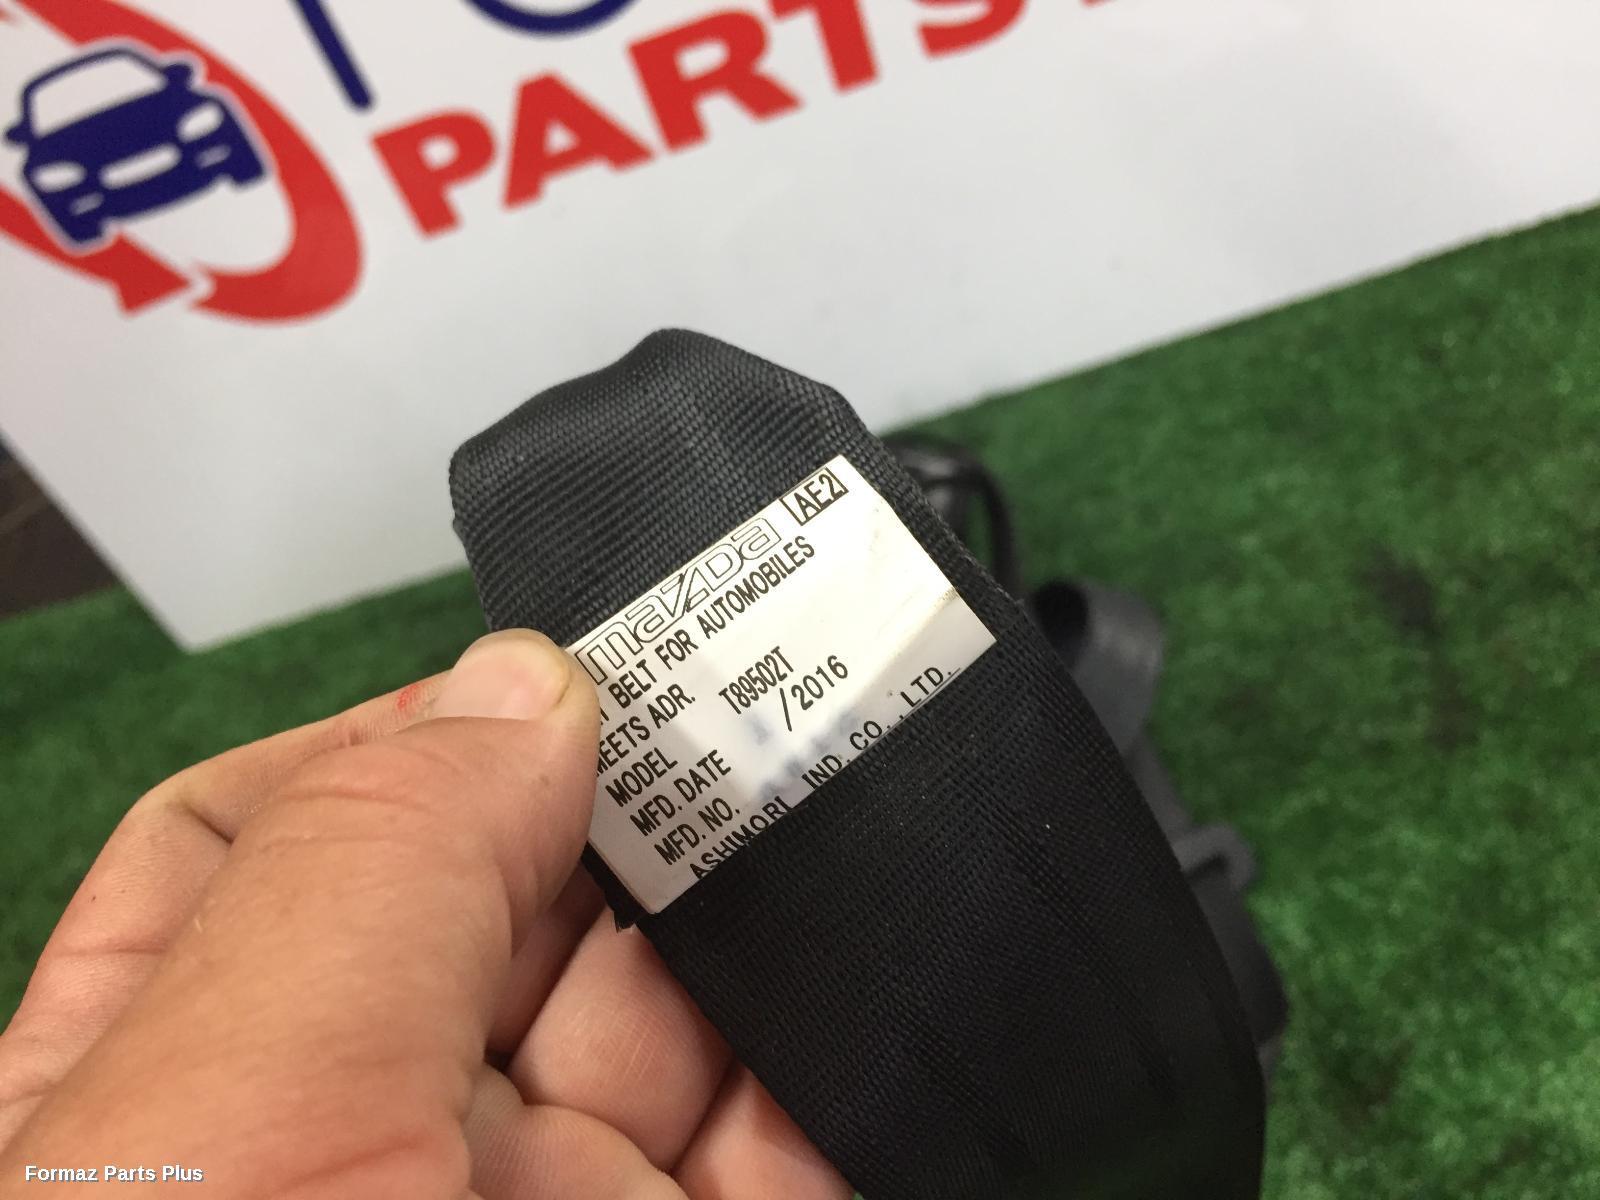 PARTS
mazda AE2
BELT FOR AUTOMOBILES
MEETS ADR.
MODEL T89502T
MFD. DATE /2016
MFD. NO.
ASHIMORI IND. CO., LTD.
Formaz Parts Plus